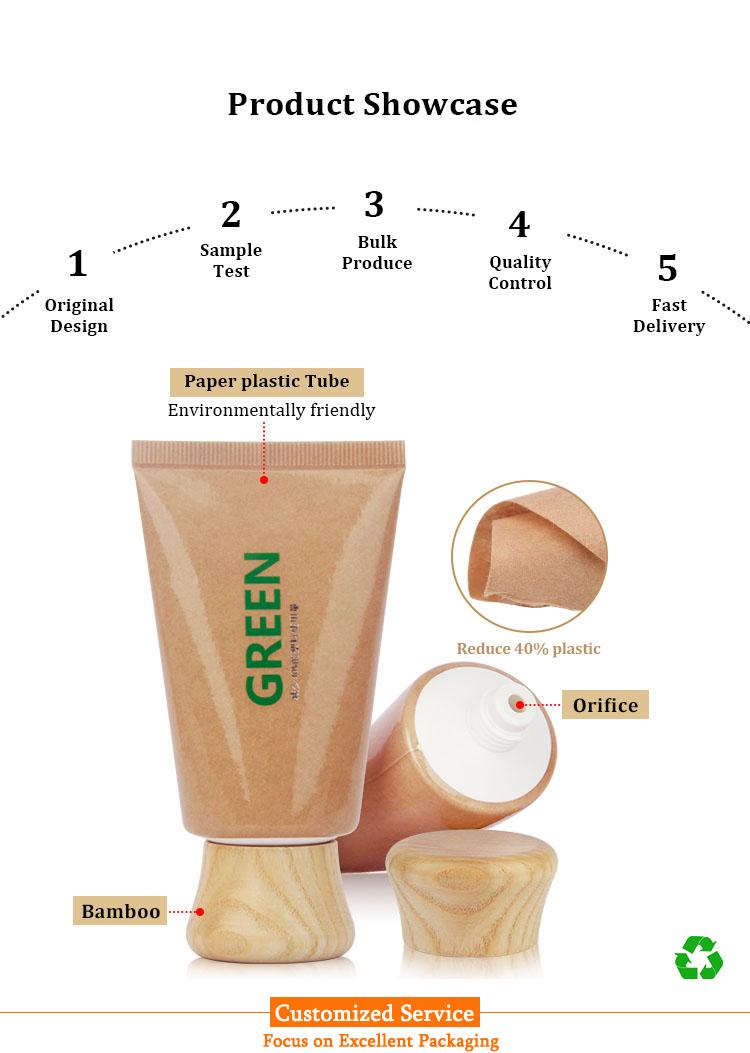 Product Showcase
1
Original
Design
2
Sample
Test
3
Bulk
Produce
4
Quality
Control
5
Fast
Delivery
Paper plastic Tube
Environmentally friendly
GREEN
Reduce 40% plastic
Orifice
Bamboo
Customized Service
Focus on Excellent Packaging